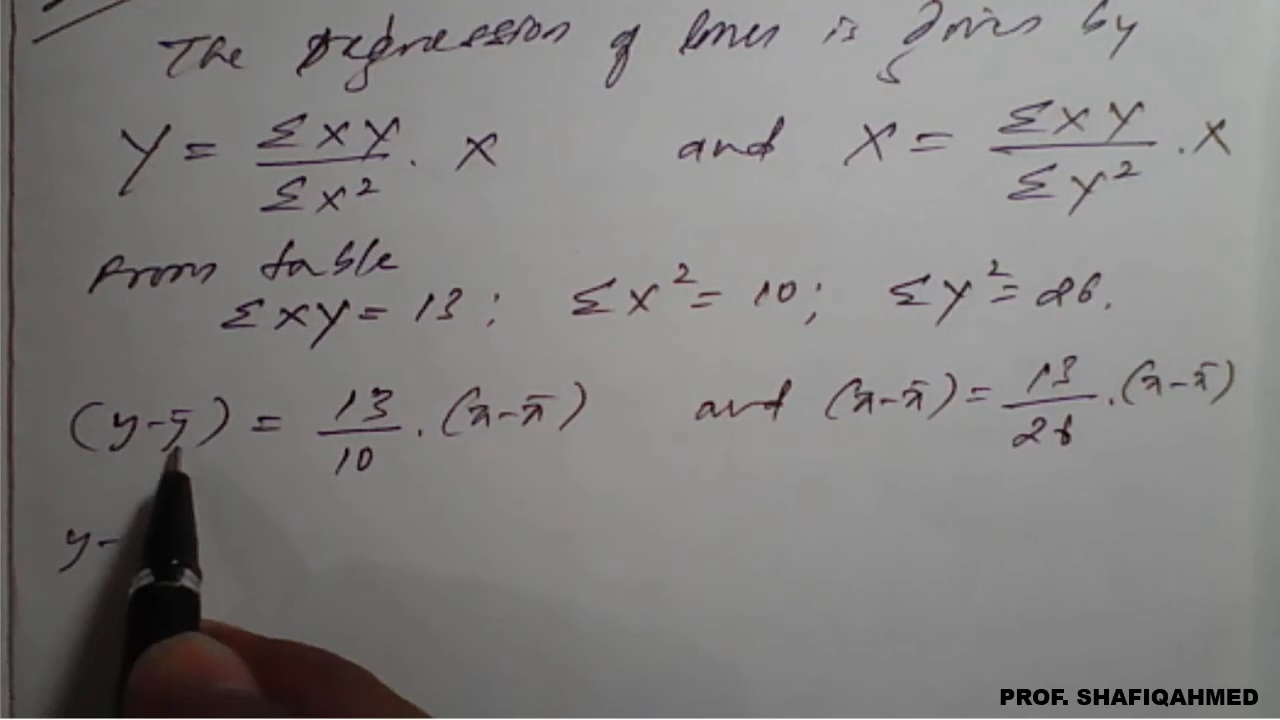 The regression of lines is given by
Y = ΣXY / ΣX² . X and X = ΣXY / ΣY² . X
From table
ΣXY = 13 ; ΣX² = 10 ; ΣY² = 26.
(y-ȳ) = 13/10 . (x-x̄) and (x-x̄) = 13/26 . (x-x̄)
y-
PROF. SHAFIQAHMED